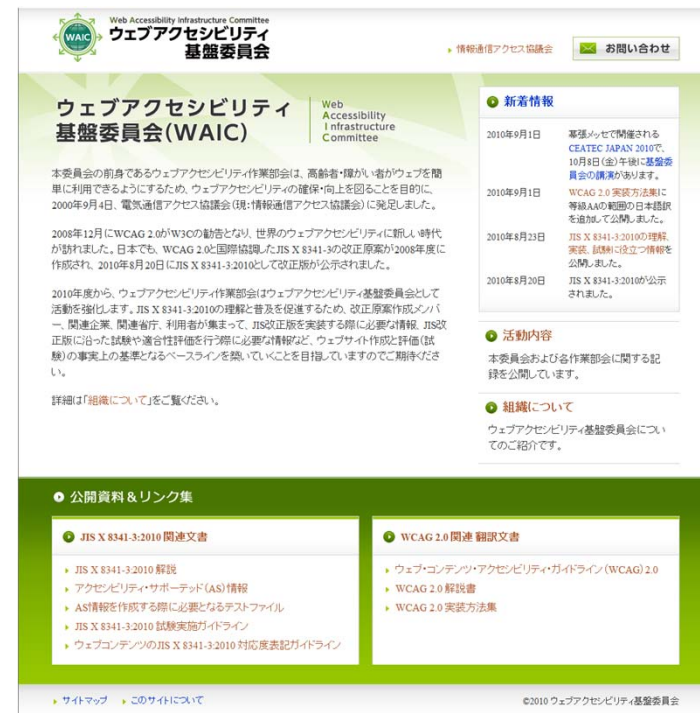 Web Accessibility Infrastructure Committee
WAIC
ウェブアクセシビリティ
基盤委員会
情報通信アクセス協議会
お問い合わせ
ウェブアクセシビリティ
基盤委員会(WAIC)
Web
Accessibility
Infrastructure
Committee
本委員会の前身であるウェブアクセシビリティ作業部会は、高齢者・障がい者がウェブを簡
単に利用できるようにするため、ウェブアクセシビリティの確保・向上を図ることを目的に、
2000年9月4日、電気通信アクセス協議会(現:情報通信アクセス協議会)に発足しました。
2008年12月にWCAG 2.0がW3Cの勧告となり、世界のウェブアクセシビリティに新しい時代
が訪れました。日本でも、WCAG 2.0と国際協調したJIS X 8341-3の改正原案が2008年度に
作成され、2010年8月20日にJIS X 8341-3:2010として改正版が公示されました。
2010年度から、ウェブアクセシビリティ作業部会はウェブアクセシビリティ基盤委員会として
活動を強化します。JIS X 8341-3:2010の理解と普及を促進するため、改正原案作成メンバ
ー、関連企業、関連省庁、利用者が集まって、JIS改正版を実装する際に必要な情報、JIS改
正版に沿った試験や適合性評価を行う際に必要な情報など、ウェブサイト作成と評価(試
験)の事実上の基準となるベースラインを築いていくことを目指していますのでご期待くださ
い。
詳細は「組織について」をご覧ください。
新着情報
2010年9月1日 幕張メッセで開催される
CEATEC JAPAN 2010で、
10月8日(金)午後に基盤委
員会の講演があります。
2010年9月1日 WCAG 2.0 実装方法集に
等級AAの範囲の日本語訳
を追加して公開しました。
2010年8月23日 JIS X 8341-3:2010の理解、
実装、試験に役立つ情報を
公開しました。
2010年8月20日 JIS X 8341-3:2010が公示
されました。
活動内容
本委員会および各作業部会に関する記
録を公開しています。
組織について
ウェブアクセシビリティ基盤委員会につい
てのご紹介です。
公開資料&リンク集
JIS X 8341-3:2010 関連文書
JIS X 8341-3:2010 解説
アクセシビリティ・サポーテッド(AS)情報
AS情報を作成する際に必要となるテストファイル
JIS X 8341-3:2010 試験実施ガイドライン
ウェブコンテンツのJIS X 8341-3:2010 対応度表記ガイドライン
WCAG 2.0 関連 翻訳文書
ウェブ・コンテンツ・アクセシビリティ・ガイドライン(WCAG) 2.0
WCAG 2.0 解説書
WCAG 2.0 実装方法集
サイトマップ
このサイトについて
©2010 ウェブアクセシビリティ基盤委員会